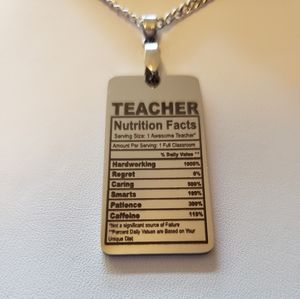 TEACHER
Nutrition Facts
Serving Size: 1 Awesome Teacher*
Amount Per Serving: 1 Full Classroom
% Daily Value **
Hardworking 1000%
Regret 0%
Caring 500%
Smarts 100%
Patience 200%
Caffeine 110%
*Not a significant source of Failure
**Percent Daily Values are Based on Your
Unique Diet